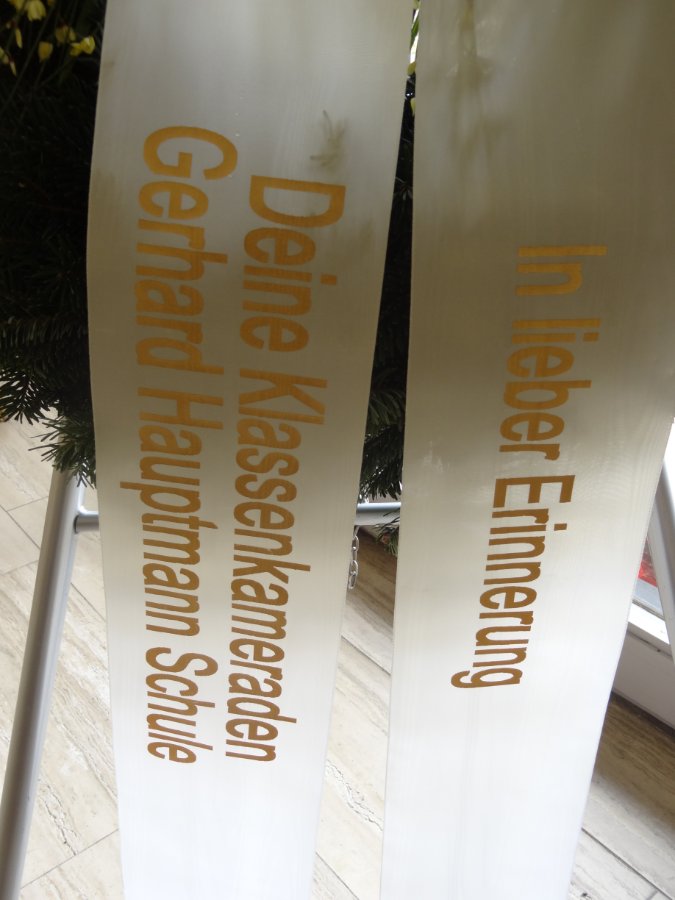 In lieber Erinnerung
Deine Klassenkameraden
Gerhard Hauptmann Schule